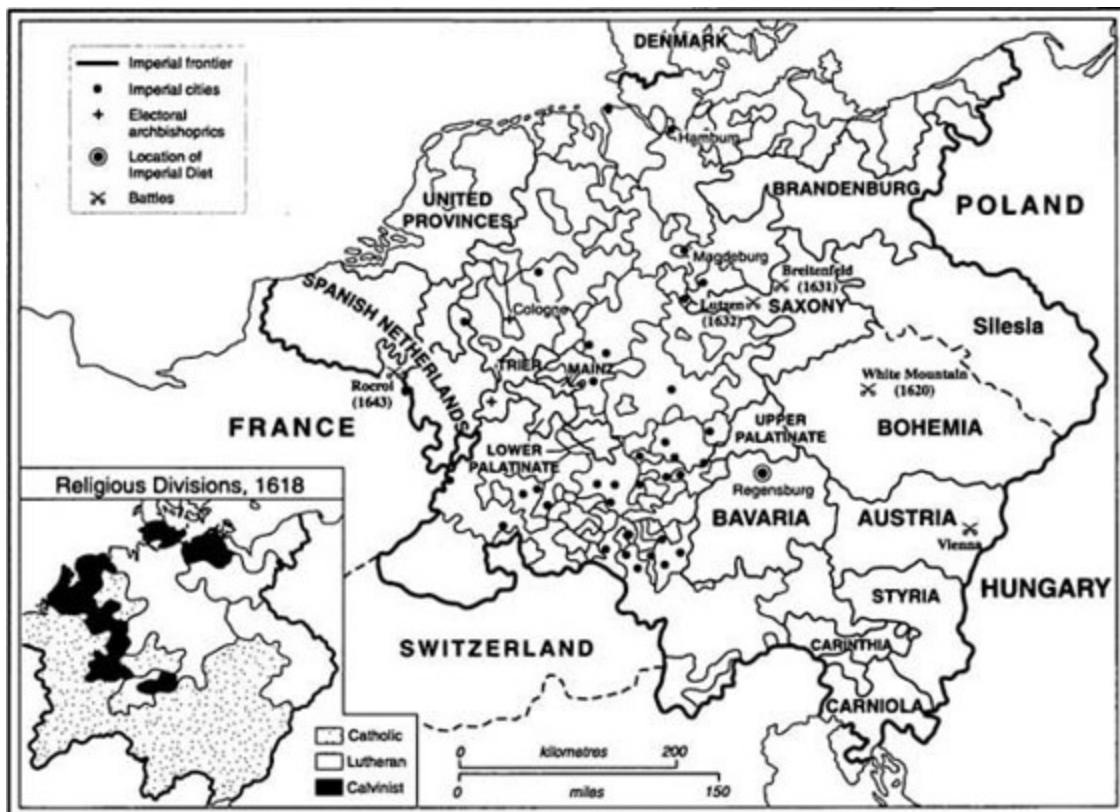 Imperial frontier
Imperial cities
Electoral
archbishoprics
Location of
Imperial Diet
Battles
DENMARK
Hamburg
BRANDENBURG
POLAND
UNITED
PROVINCES
Magdeburg
Breitenfeld
(1631)
Lutzen
(1632)
SAXONY
Silesia
SPANISH NETHERLANDS
Cologne
TRIER
MAINZ
Rocroi
(1643)
White Mountain
(1620)
BOHEMIA
FRANCE
UPPER
PALATINATE
LOWER
PALATINATE
Regensburg
BAVARIA
AUSTRIA
Vienna
HUNGARY
STYRIA
SWITZERLAND
CARINTHIA
CARNIOLA
Religious Divisions, 1618
Catholic
Lutheran
Calvinist
0 kilometres 200
0 miles 150